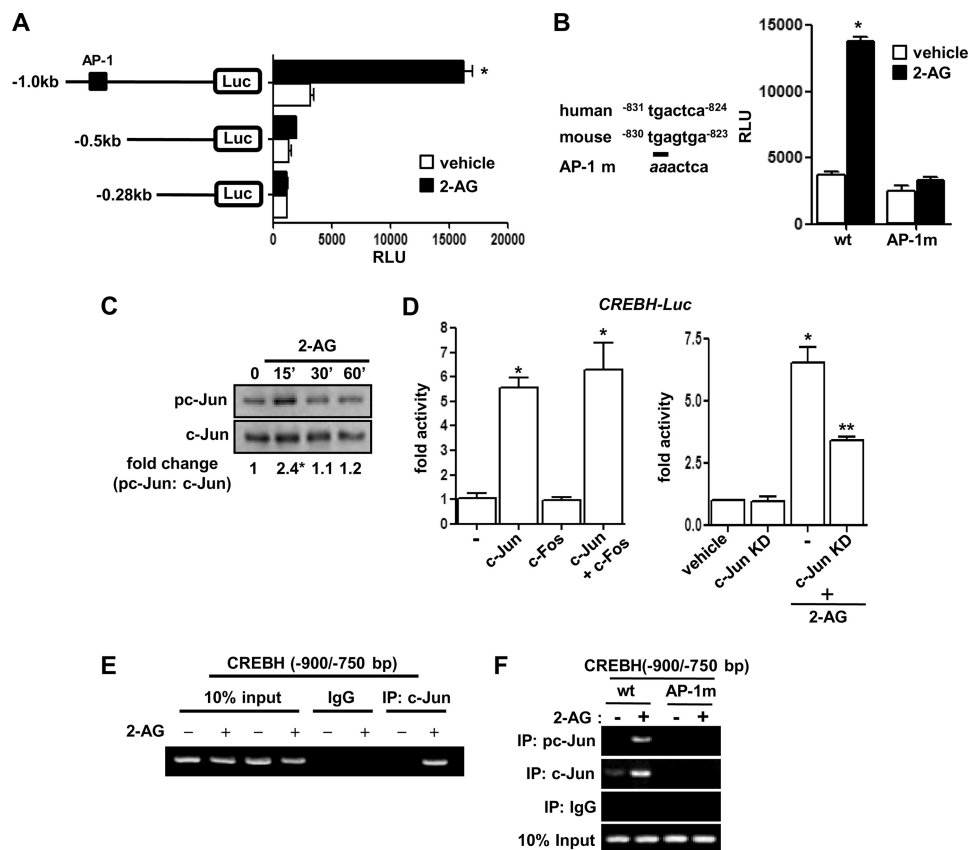 A
AP-1
-1.0kb
Luc
*
-0.5kb
Luc
-0.28kb
Luc
vehicle
2-AG
0 5000 10000 15000 20000
RLU
B
human -831 tgactca-824
mouse -830 tgagtga-823
AP-1 m aaactca
RLU
15000
10000
5000
0
*
vehicle
2-AG
wt AP-1m
C
2-AG
0 15' 30' 60'
pc-Jun
c-Jun
fold change 1 2.4* 1.1 1.2
(pc-Jun: c-Jun)
D
CREBH-Luc
fold activity
8
7
6
5
4
3
2
1
0
* *
- c-Jun c-Fos c-Jun
+ c-Fos
fold activity
7.5
5.0
2.5
0.0
*
**
vehicle c-Jun KD - c-Jun KD
+
2-AG
E
CREBH (-900/-750 bp)
10% input IgG IP: c-Jun
2-AG – + – + – + – +
F
CREBH(-900/-750 bp)
wt AP-1m
2-AG : - + - +
IP: pc-Jun
IP: c-Jun
IP: IgG
10% Input